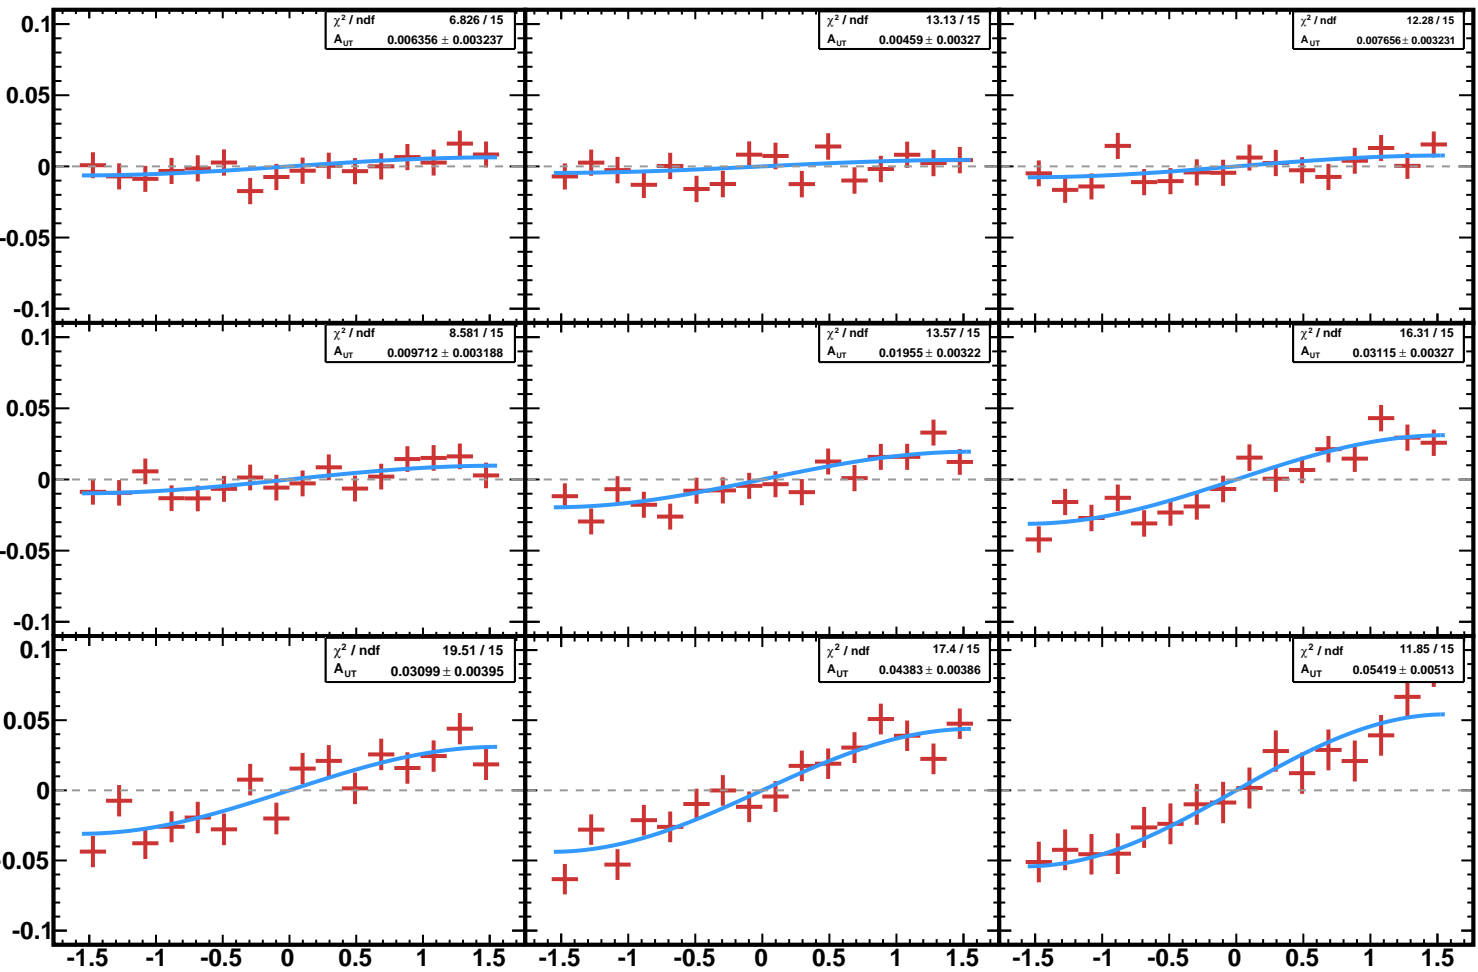 0.1
χ² / ndf 6.826 / 15
A_UT 0.006356 ± 0.003237
χ² / ndf 13.13 / 15
A_UT 0.00459 ± 0.00327
χ² / ndf 12.28 / 15
A_UT 0.007656 ± 0.003231
0.05
0
-0.05
-0.1
0.1
χ² / ndf 8.581 / 15
A_UT 0.009712 ± 0.003188
χ² / ndf 13.57 / 15
A_UT 0.01955 ± 0.00322
χ² / ndf 16.31 / 15
A_UT 0.03115 ± 0.00327
0.05
0
-0.05
-0.1
0.1
χ² / ndf 19.51 / 15
A_UT 0.03099 ± 0.00395
χ² / ndf 17.4 / 15
A_UT 0.04383 ± 0.00386
χ² / ndf 11.85 / 15
A_UT 0.05419 ± 0.00513
0.05
0
-0.05
-0.1
-1.5 -1 -0.5 0 0.5 1 1.5 -1.5 -1 -0.5 0 0.5 1 1.5 -1.5 -1 -0.5 0 0.5 1 1.5